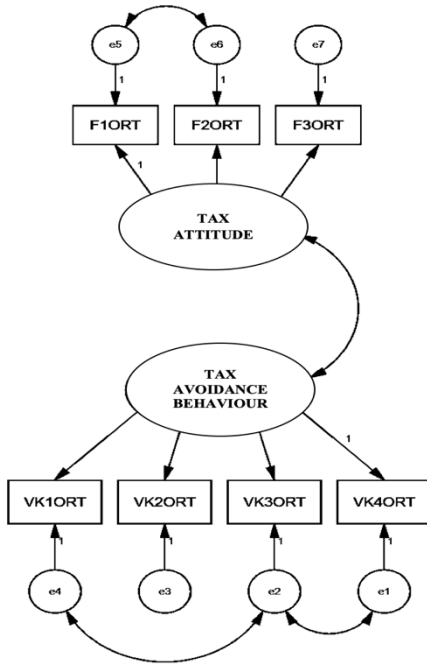 e5 e6 e7
1 1 1
F1ORT F2ORT F3ORT
1
TAX
ATTITUDE
TAX
AVOIDANCE
BEHAVIOUR
1
VK1ORT VK2ORT VK3ORT VK4ORT
1 1 1 1
e4 e3 e2 e1